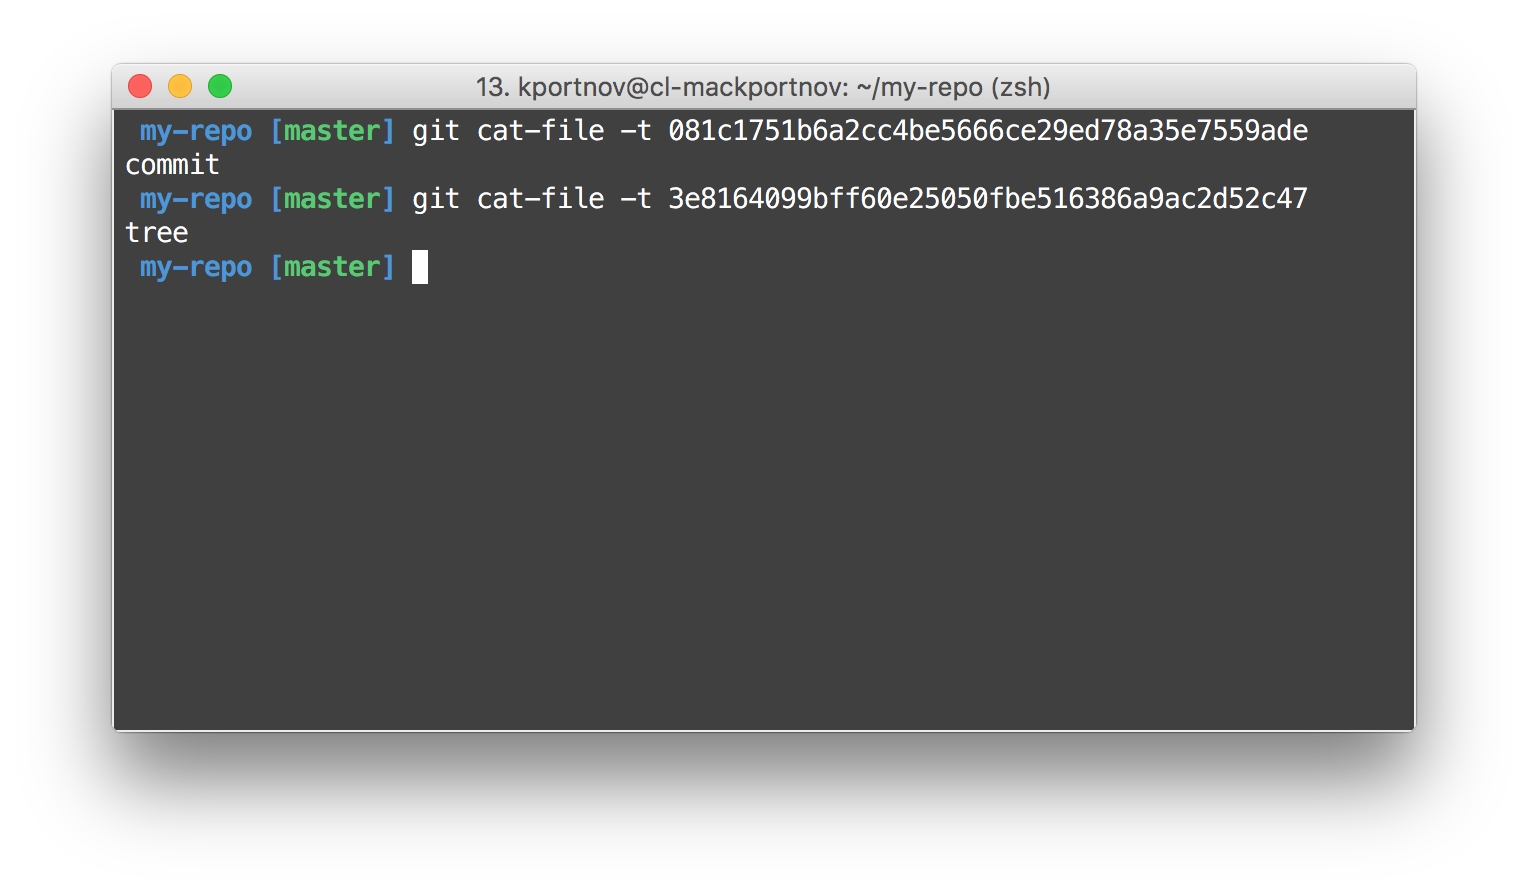 13. kportnov@cl-mackportnov: ~/my-repo (zsh)
my-repo [master] git cat-file -t 081c1751b6a2cc4be5666ce29ed78a35e7559ade
commit
my-repo [master] git cat-file -t 3e8164099bff60e25050fbe516386a9ac2d52c47
tree
my-repo [master]